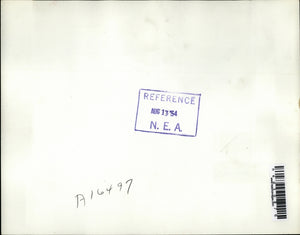 REFERENCE
AUG 13 '54
N. E. A.
A16497